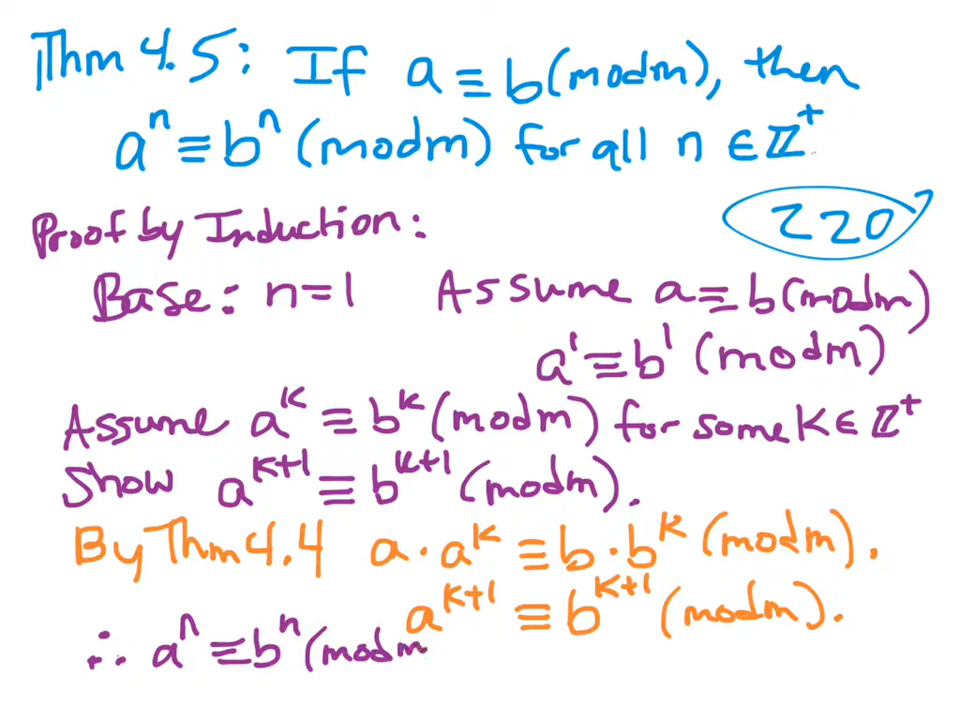 Thm 4.5: If a ≡ b (mod m), then
aⁿ ≡ bⁿ (mod m) for all n ∈ ℤ⁺
220
Proof by Induction:
Base: n=1 Assume a ≡ b (mod m)
a¹ ≡ b¹ (mod m)
Assume aᵏ ≡ bᵏ (mod m) for some K ∈ ℤ⁺
Show aᵏ⁺¹ ≡ bᵏ⁺¹ (mod m).
By Thm 4.4 a · aᵏ ≡ b · bᵏ (mod m).
aᵏ⁺¹ ≡ bᵏ⁺¹ (mod m).
∴ aⁿ ≡ bⁿ (mod m